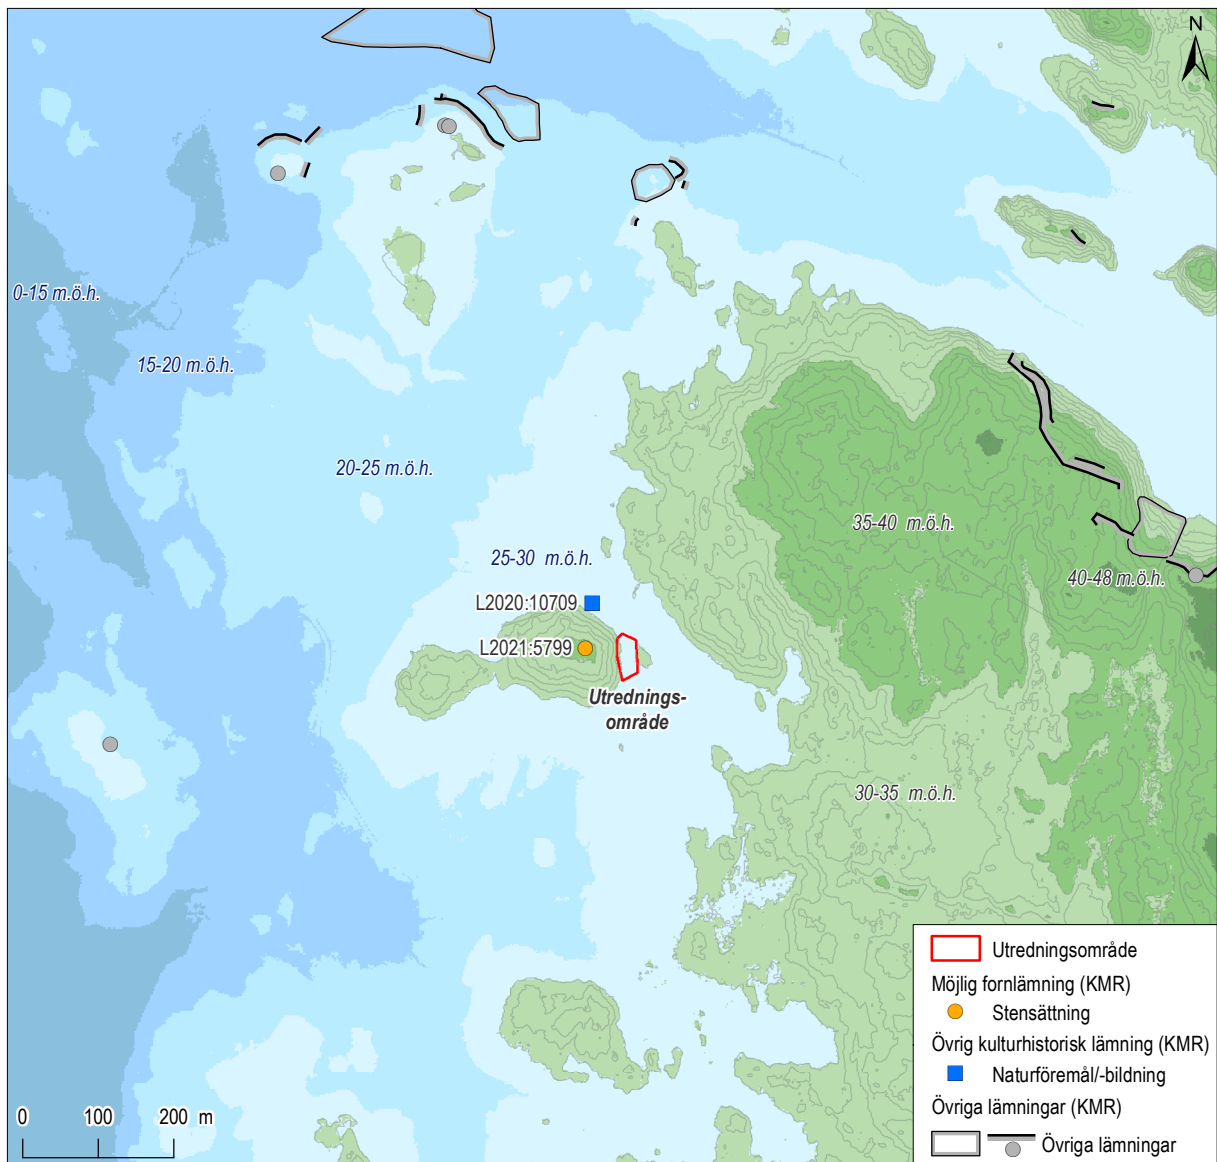 N
0-15 m.ö.h.
15-20 m.ö.h.
20-25 m.ö.h.
35-40 m.ö.h.
25-30 m.ö.h.
40-48 m.ö.h.
L2020:10709
L2021:5799
Utrednings-
område
30-35 m.ö.h.
Utredningsområde
Möjlig fornlämning (KMR)
Stensättning
Övrig kulturhistorisk lämning (KMR)
Naturföremål/-bildning
Övriga lämningar (KMR)
Övriga lämningar
0 100 200 m